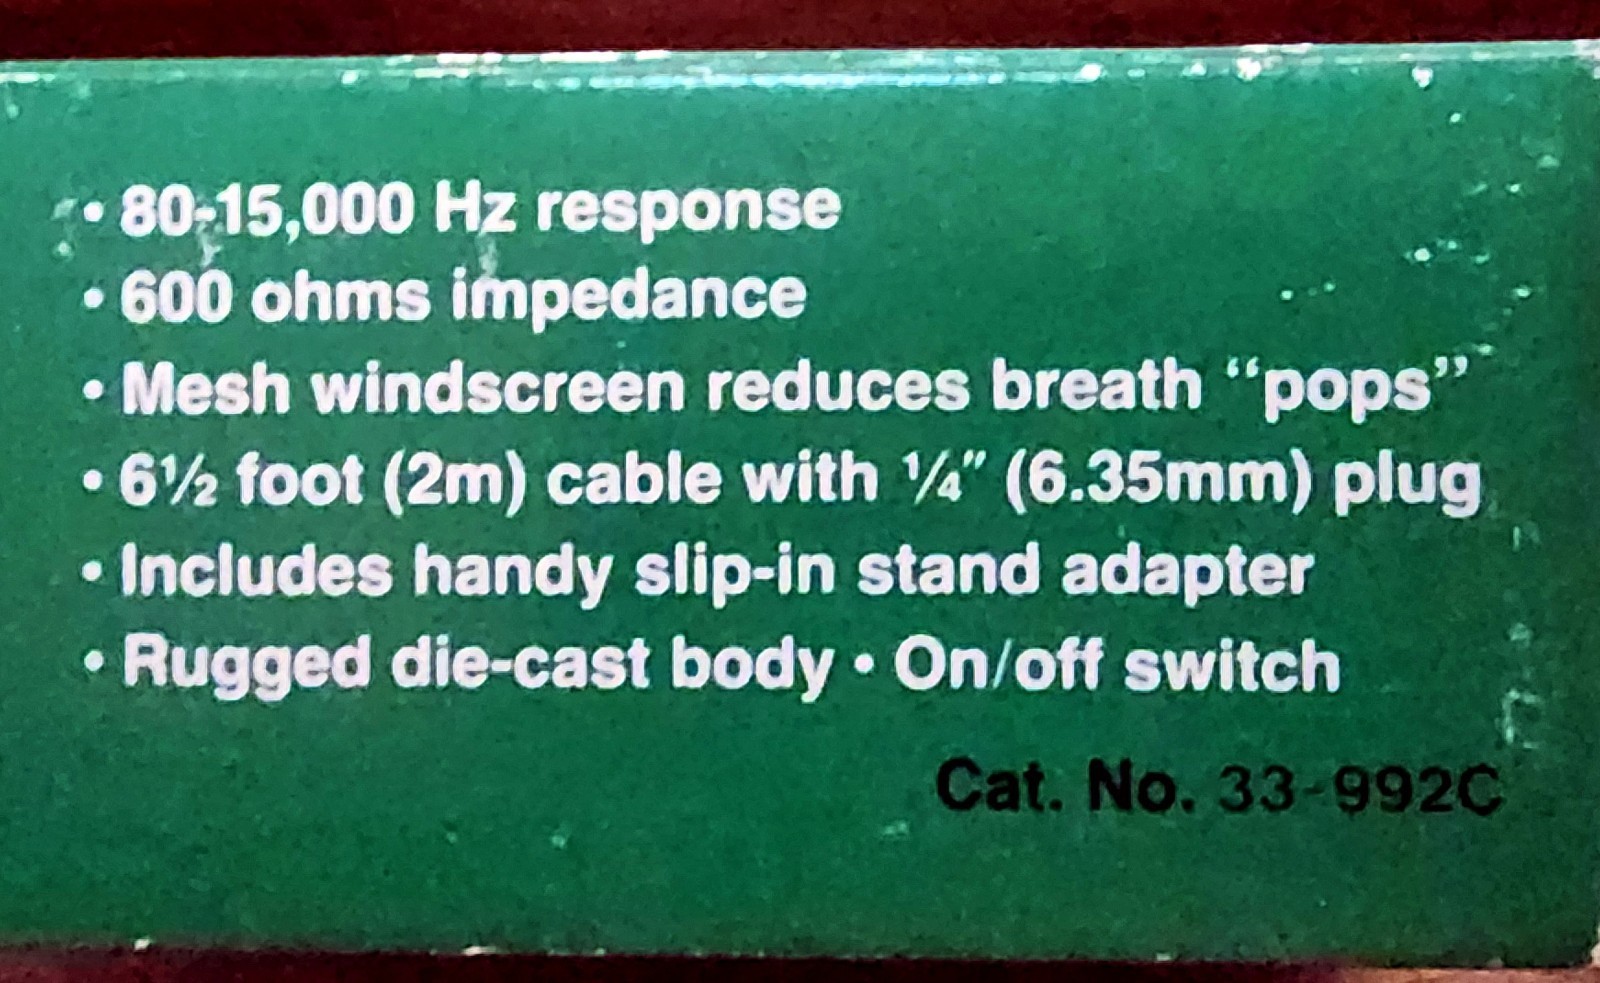 • 80-15,000 Hz response
• 600 ohms impedance
• Mesh windscreen reduces breath “pops”
• 6½ foot (2m) cable with ¼″ (6.35mm) plug
• Includes handy slip-in stand adapter
• Rugged die-cast body • On/off switch
Cat. No. 33-992C